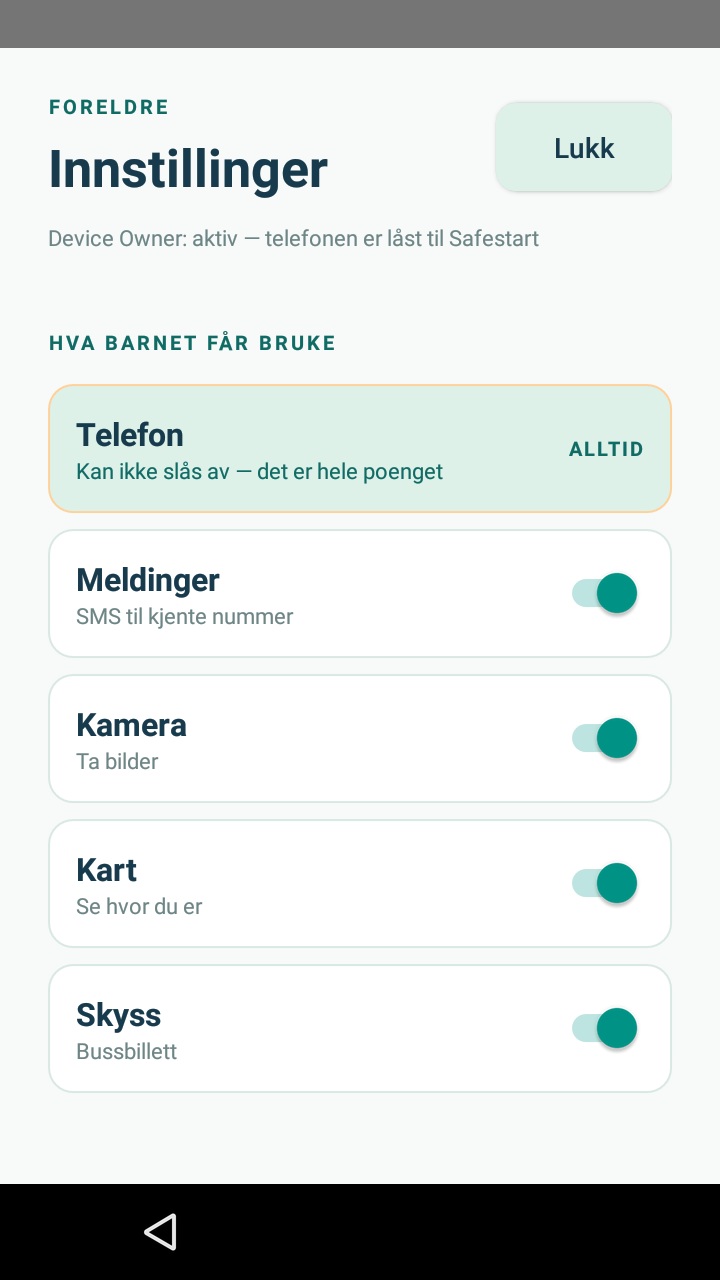 FORELDRE
Innstillinger
Lukk
Device Owner: aktiv — telefonen er låst til Safestart
HVA BARNET FÅR BRUKE
Telefon
Kan ikke slås av — det er hele poenget
ALLTID
Meldinger
SMS til kjente nummer
Kamera
Ta bilder
Kart
Se hvor du er
Skyss
Bussbillett